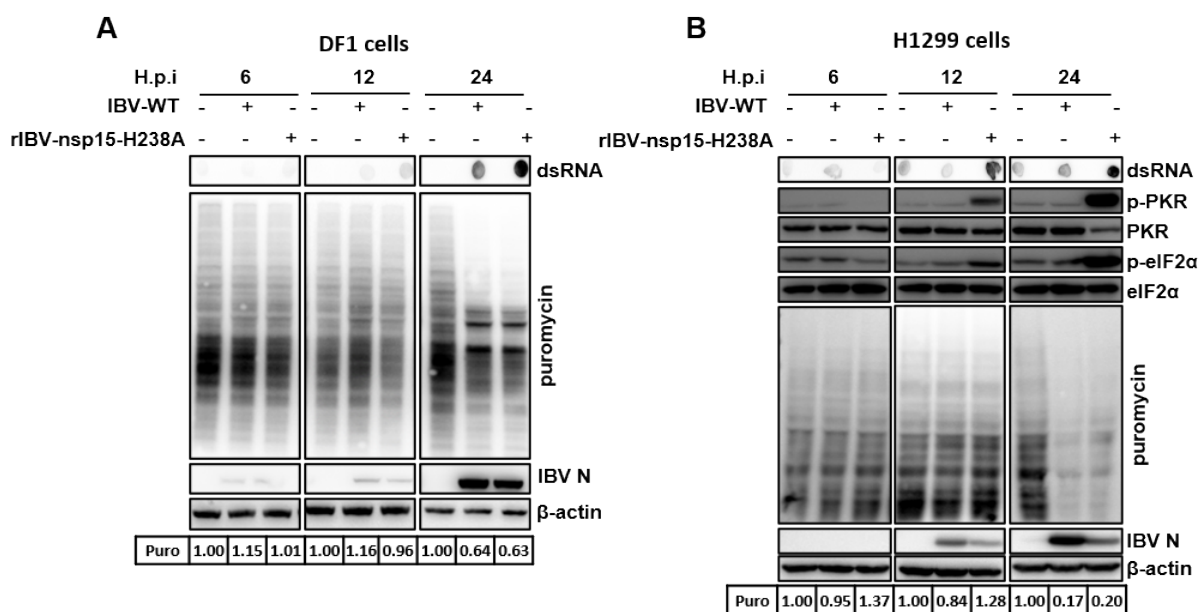 A
DF1 cells
H.p.i 6 12 24
IBV-WT - + - - + - - + -
rIBV-nsp15-H238A - - + - - + - - +
dsRNA
puromycin
IBV N
β-actin
Puro 1.00 1.15 1.01 1.00 1.16 0.96 1.00 0.64 0.63
B
H1299 cells
H.p.i 6 12 24
IBV-WT - + - - + - - + -
rIBV-nsp15-H238A - - + - - + - - +
dsRNA
p-PKR
PKR
p-eIF2α
eIF2α
puromycin
IBV N
β-actin
Puro 1.00 0.95 1.37 1.00 0.84 1.28 1.00 0.17 0.20